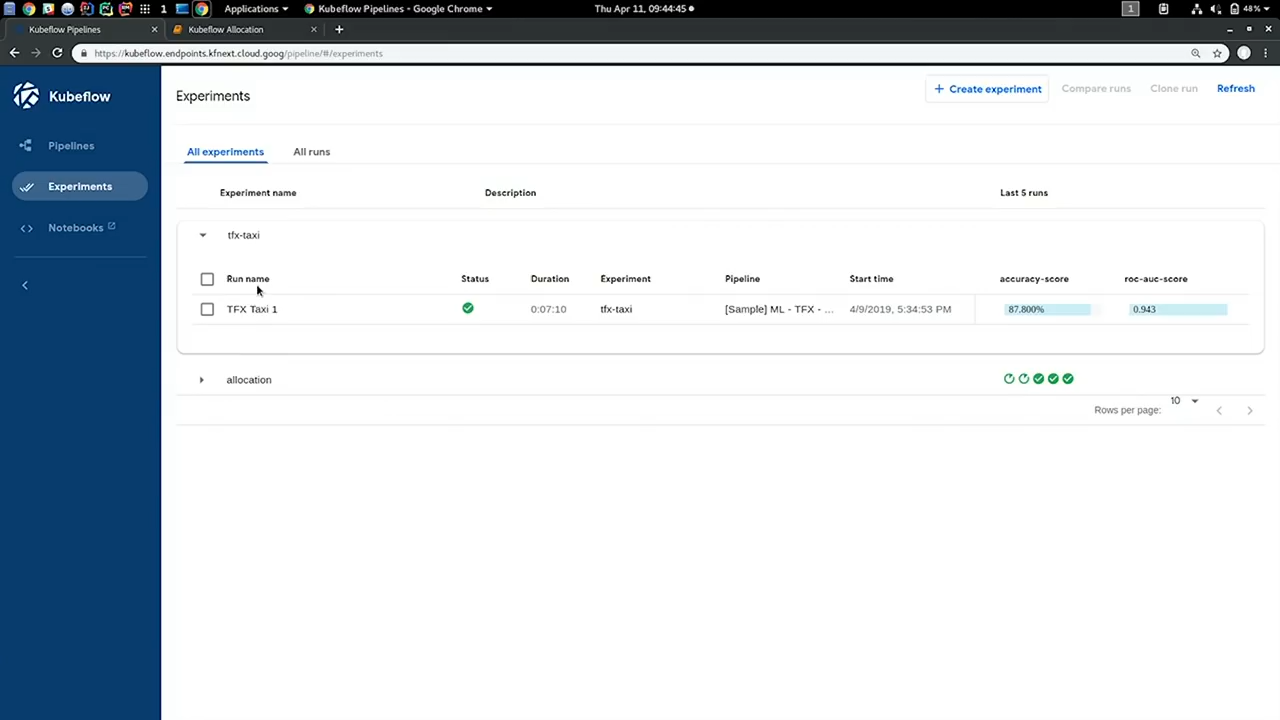 1 Applications Kubeflow Pipelines - Google Chrome Thu Apr 11, 09:44:45 1 48%
Kubeflow Pipelines Kubeflow Allocation
https://kubeflow.endpoints.kfnext.cloud.goog/pipeline/#/experiments
Kubeflow
Pipelines
Experiments
Notebooks
Experiments
+ Create experiment Compare runs Clone run Refresh
All experiments All runs
Experiment name Description Last 5 runs
tfx-taxi
Run name Status Duration Experiment Pipeline Start time accuracy-score roc-auc-score
TFX Taxi 1 0:07:10 tfx-taxi [Sample] ML - TFX - ... 4/9/2019, 5:34:53 PM 87.800% 0.943
allocation
Rows per page: 10